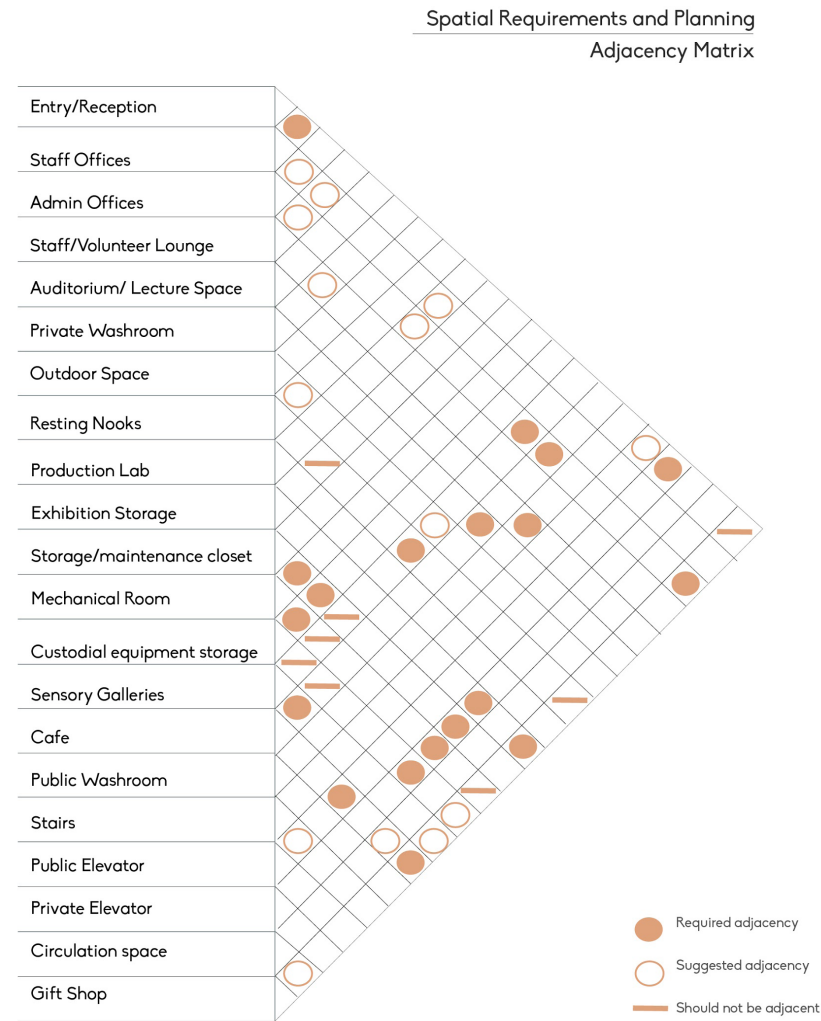 Spatial Requirements and Planning
Adjacency Matrix
Entry/Reception
Staff Offices
Admin Offices
Staff/Volunteer Lounge
Auditorium/ Lecture Space
Private Washroom
Outdoor Space
Resting Nooks
Production Lab
Exhibition Storage
Storage/maintenance closet
Mechanical Room
Custodial equipment storage
Sensory Galleries
Cafe
Public Washroom
Stairs
Public Elevator
Private Elevator
Circulation space
Gift Shop
Required adjacency
Suggested adjacency
Should not be adjacent